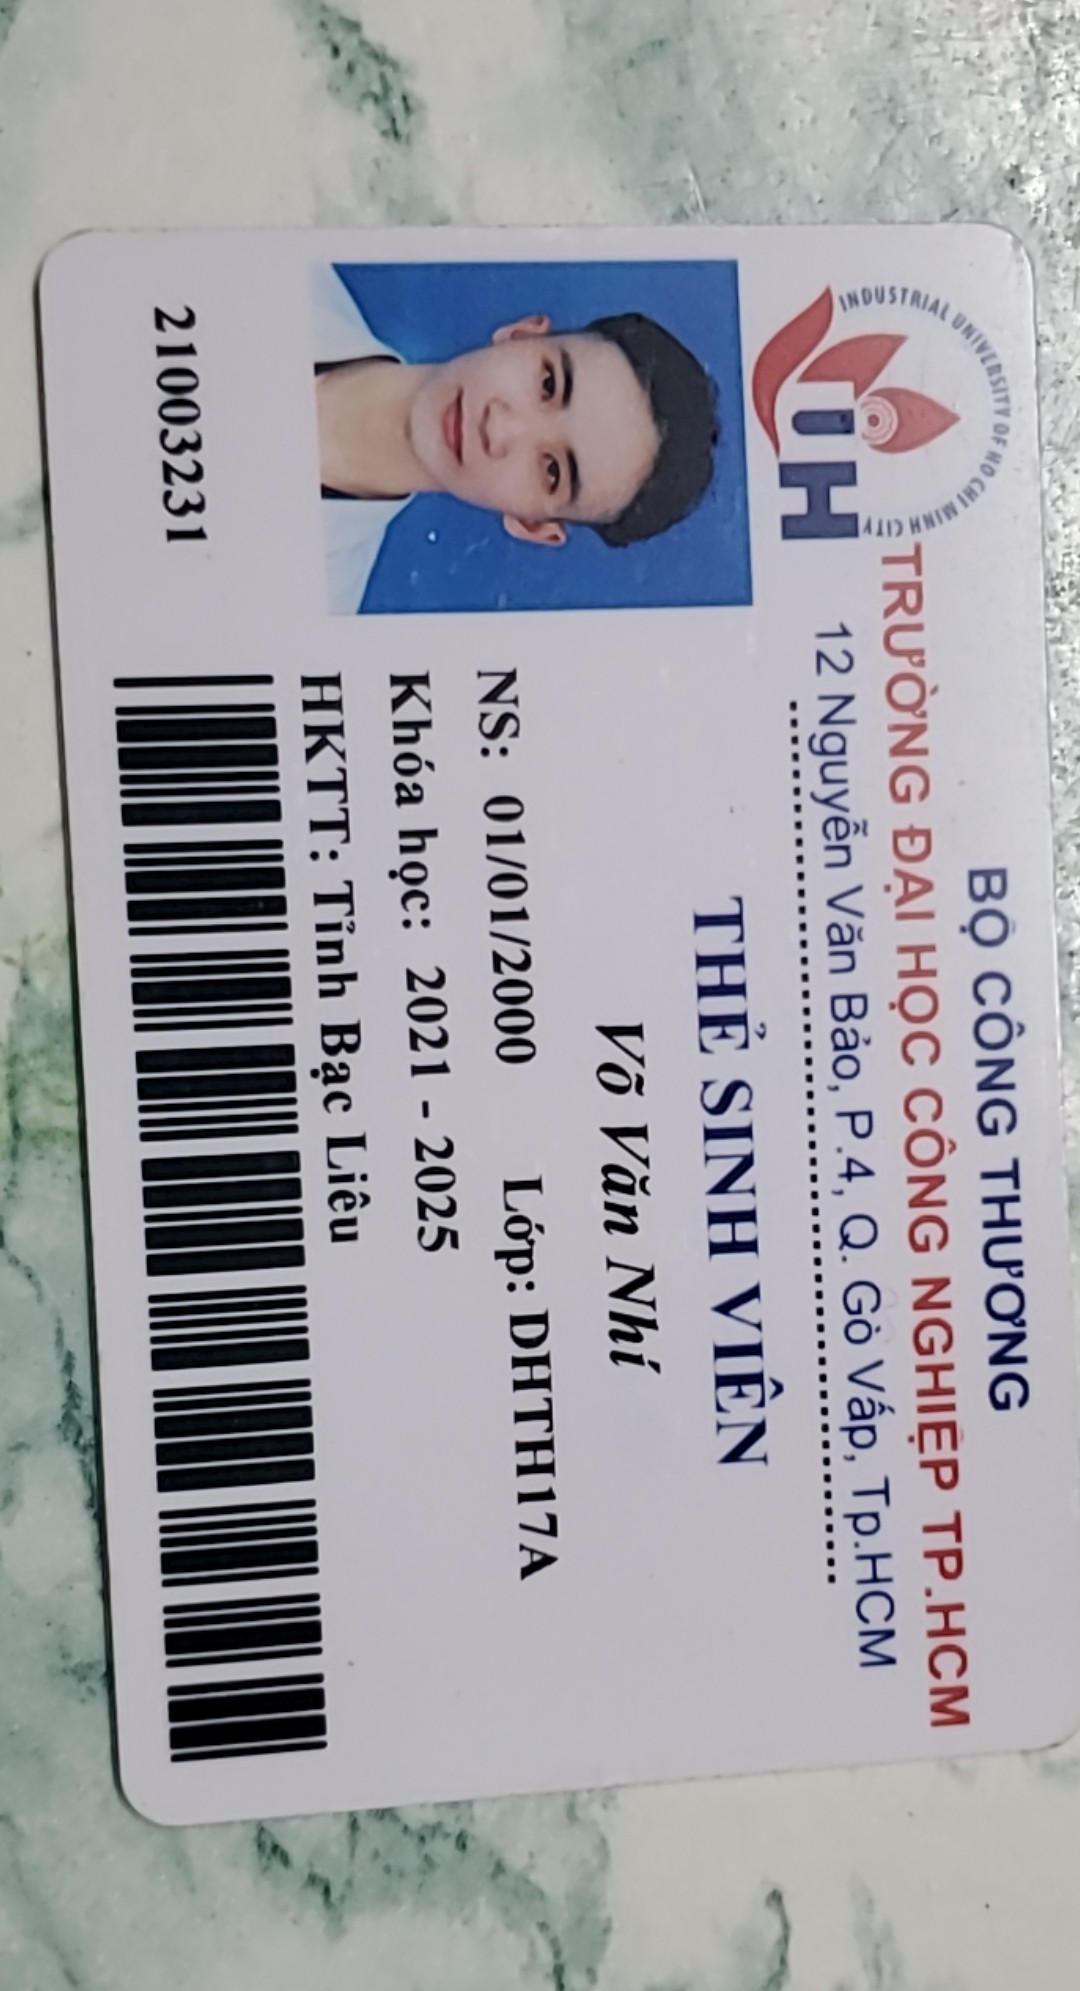 BỘ CÔNG THƯƠNG
TRƯỜNG ĐẠI HỌC CÔNG NGHIỆP TP.HCM
12 Nguyễn Văn Bảo, P.4, Q. Gò Vấp, Tp.HCM
INDUSTRIAL UNIVERSITY OF HO CHI MINH CITY
IUH
THẺ SINH VIÊN
Võ Văn Nhí
NS: 01/01/2000 Lớp: DHTH17A
Khóa học: 2021 - 2025
HKTT: Tỉnh Bạc Liêu
21003231